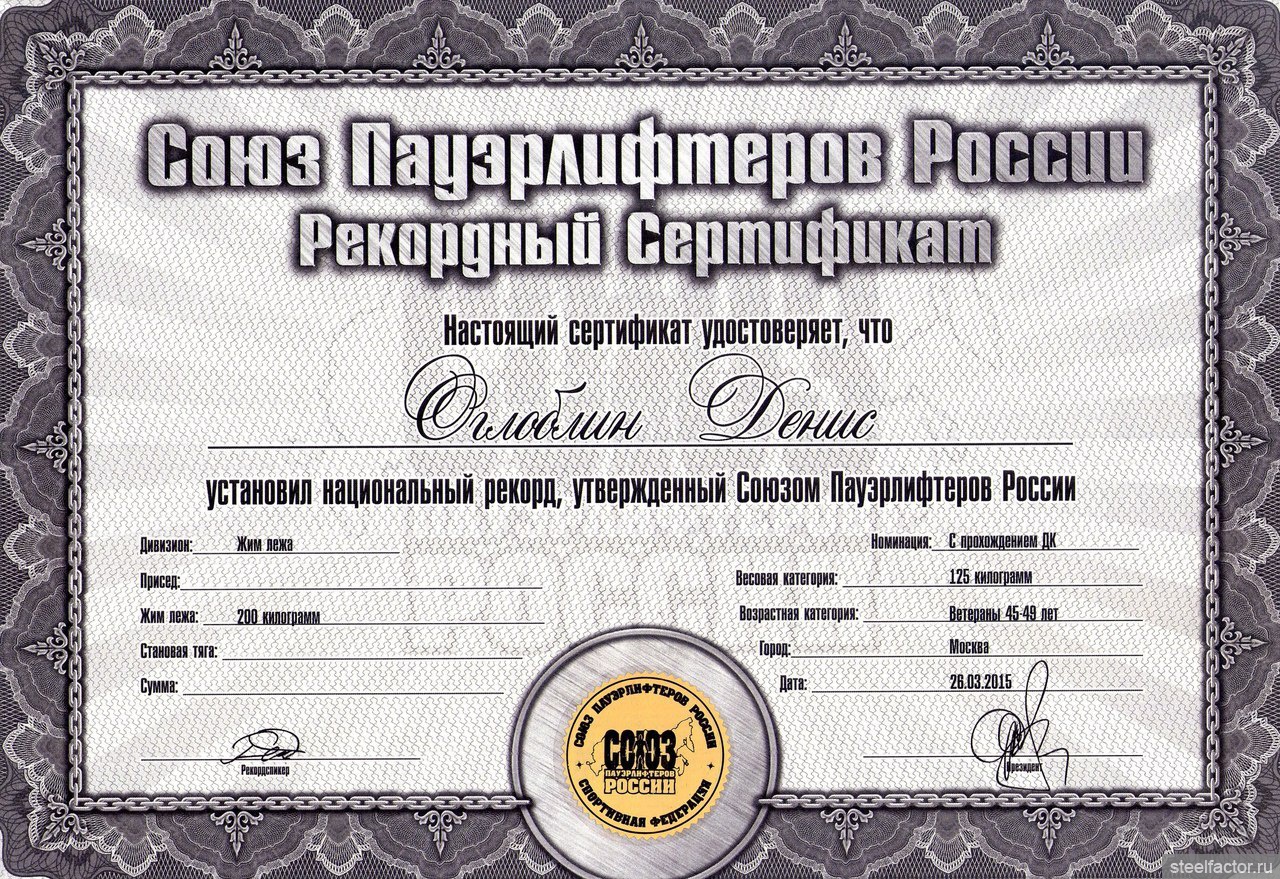 Союз Пауэрлифтеров России
Рекордный Сертификат
Настоящий сертификат удостоверяет, что
Оглоблин Денис
установил национальный рекорд, утвержденный Союзом Пауэрлифтеров России
Дивизион: Жим лежа
Присед:
Жим лежа: 200 килограмм
Становая тяга:
Сумма:
Номинация: С прохождением ДК
Весовая категория: 125 килограмм
Возрастная категория: Ветераны 45-49 лет
Город: Москва
Дата: 26.03.2015
Рекордспикер
Президент
СОЮЗ ПАУЭРЛИФТЕРОВ РОССИИ
СОЮЗ
ПАУЭРЛИФТЕРОВ
РОССИИ
СПОРТИВНАЯ ФЕДЕРАЦИЯ
steelfactor.ru